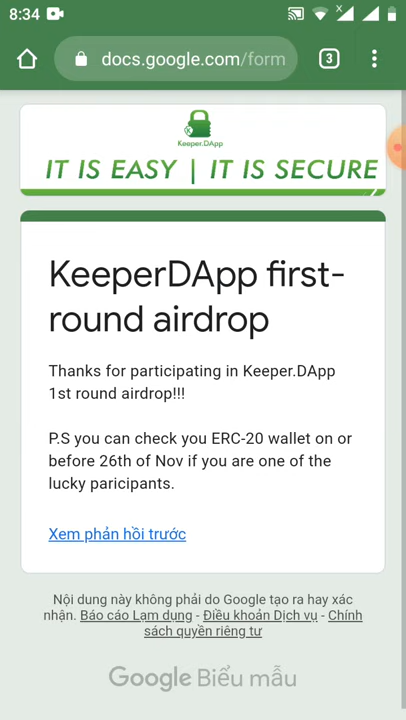 8:34
docs.google.com/form
3
Keeper.DApp
IT IS EASY | IT IS SECURE
KeeperDApp first-
round airdrop
Thanks for participating in Keeper.DApp
1st round airdrop!!!
P.S you can check you ERC-20 wallet on or
before 26th of Nov if you are one of the
lucky paricipants.
Xem phản hồi trước
Nội dung này không phải do Google tạo ra hay xác
nhận. Báo cáo Lạm dụng - Điều khoản Dịch vụ - Chính
sách quyền riêng tư
Google Biểu mẫu